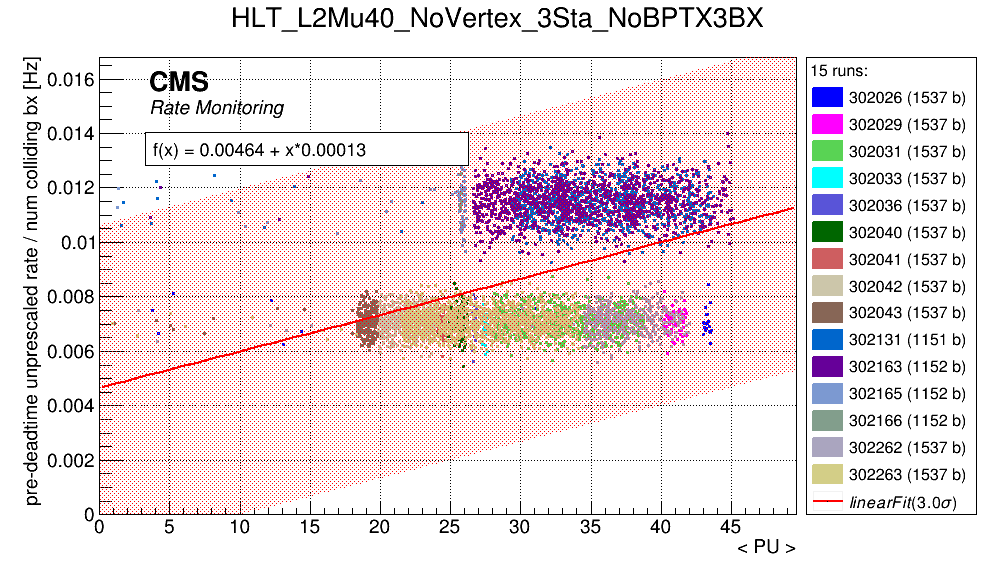 HLT_L2Mu40_NoVertex_3Sta_NoBPTX3BX
pre-deadtime unprescaled rate / num colliding bx [Hz]
0.016
0.014
0.012
0.01
0.008
0.006
0.004
0.002
0
CMS
Rate Monitoring
f(x) = 0.00464 + x*0.00013
0 5 10 15 20 25 30 35 40 45
< PU >
15 runs:
302026 (1537 b)
302029 (1537 b)
302031 (1537 b)
302033 (1537 b)
302036 (1537 b)
302040 (1537 b)
302041 (1537 b)
302042 (1537 b)
302043 (1537 b)
302131 (1151 b)
302163 (1152 b)
302165 (1152 b)
302166 (1152 b)
302262 (1537 b)
302263 (1537 b)
linearFit(3.0σ)